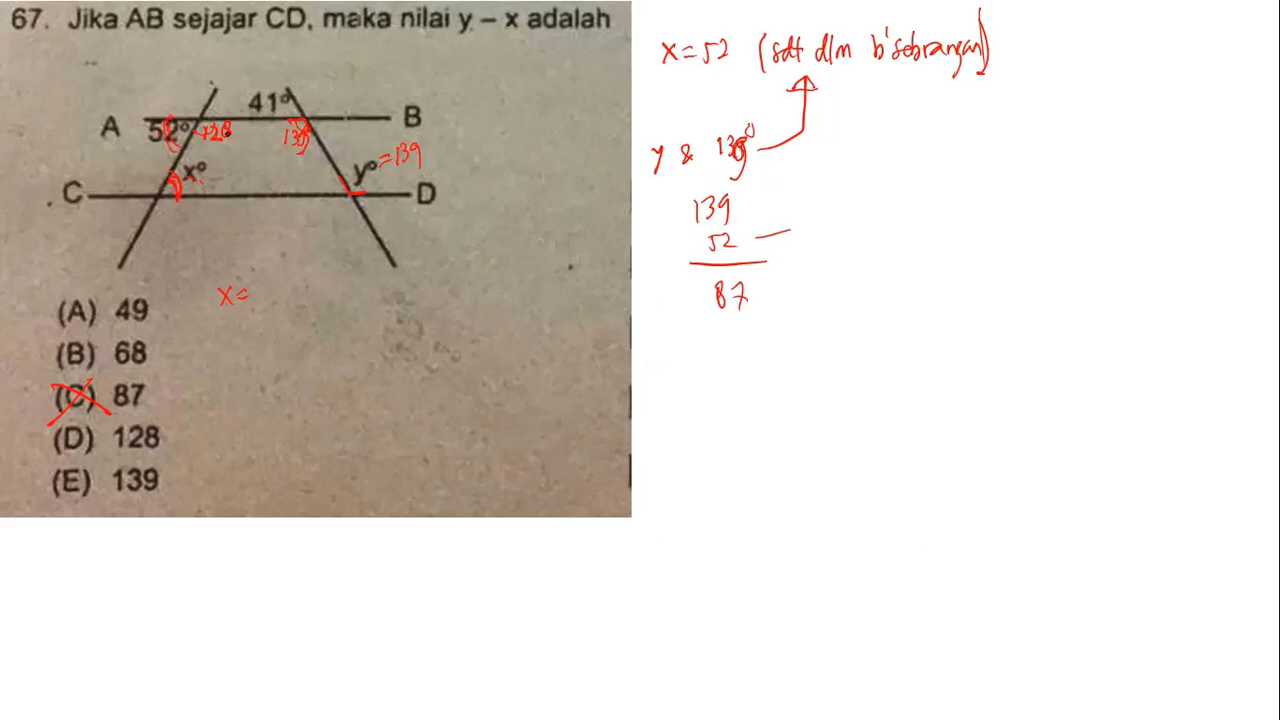 67. Jika AB sejajar CD, maka nilai y – x adalah
41°
A 52° 128 139 B
x° y° = 139
C D
x =
(A) 49
(B) 68
(C) 87
(D) 128
(E) 139
x = 52 (sdt dlm b'sebrangan)
y & 139°
139
52 —
87